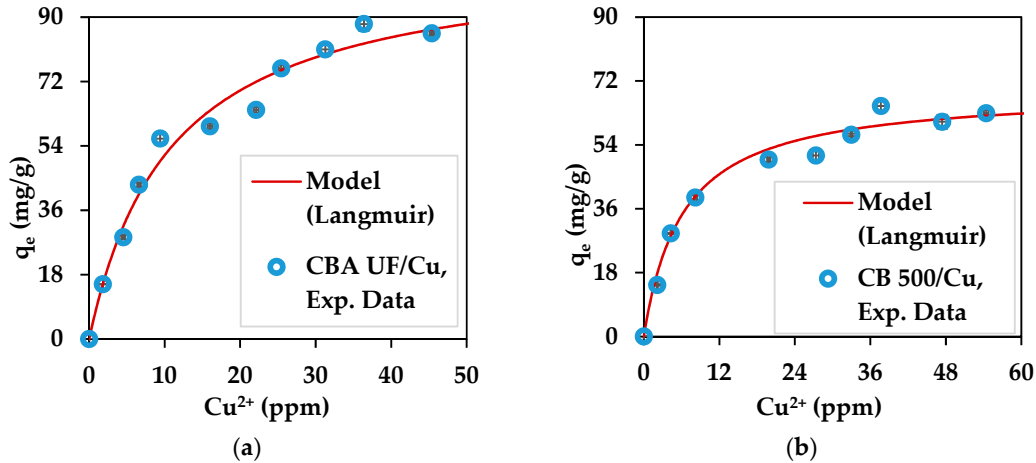 90
72
54
36
18
0
qe (mg/g)
Model
(Langmuir)
CBA UF/Cu,
Exp. Data
0 10 20 30 40 50
Cu²⁺ (ppm)
(a)
90
72
54
36
18
0
qe (mg/g)
Model
(Langmuir)
CB 500/Cu,
Exp. Data
0 12 24 36 48 60
Cu²⁺ (ppm)
(b)